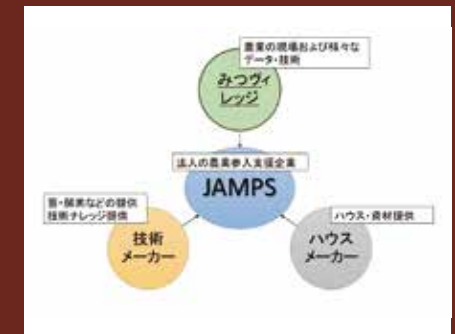 農業の現場および様々な
データ・技術
みつヴィ
レッジ
法人の農業参入支援企業
JAMPS
苗・酵素などの提供
技術ナレッジ提供
ハウス・資材提供
技術
メーカー
ハウス
メーカー